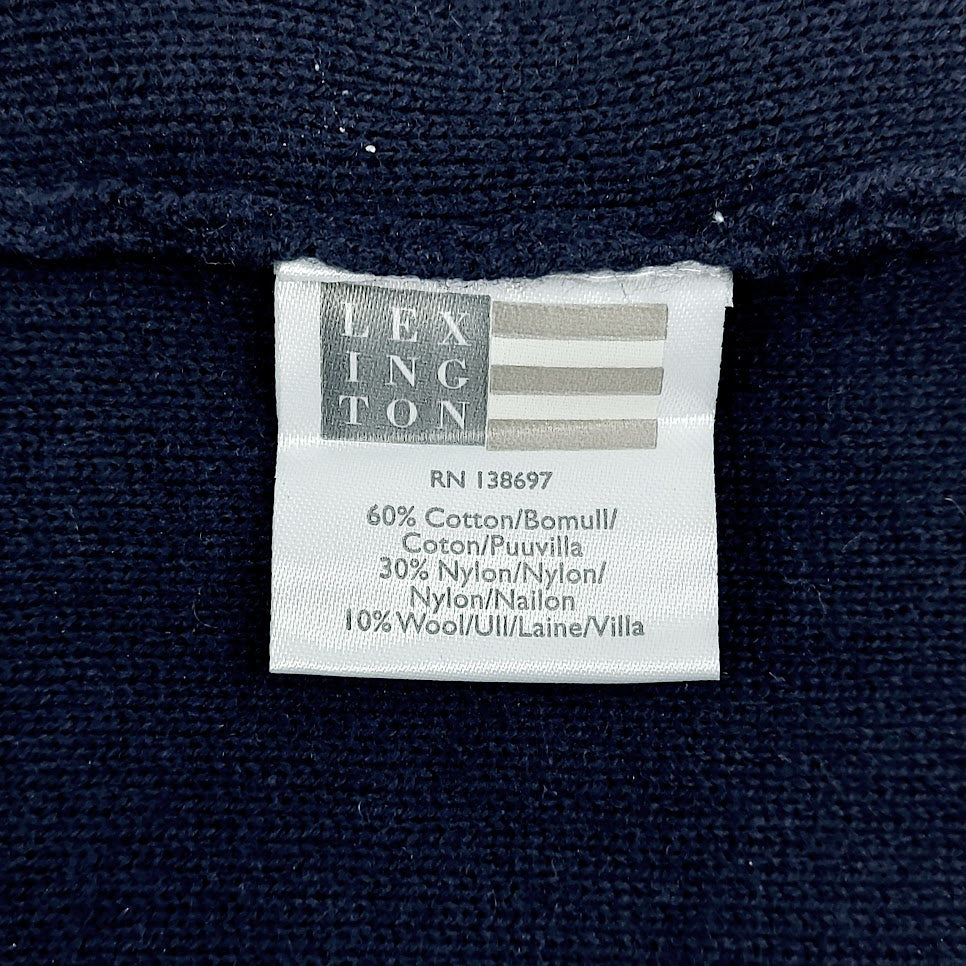 LEX
ING
TON
RN 138697
60% Cotton/Bomull/
Coton/Puuvilla
30% Nylon/Nylon/
Nylon/Nailon
10% Wool/Ull/Laine/Villa